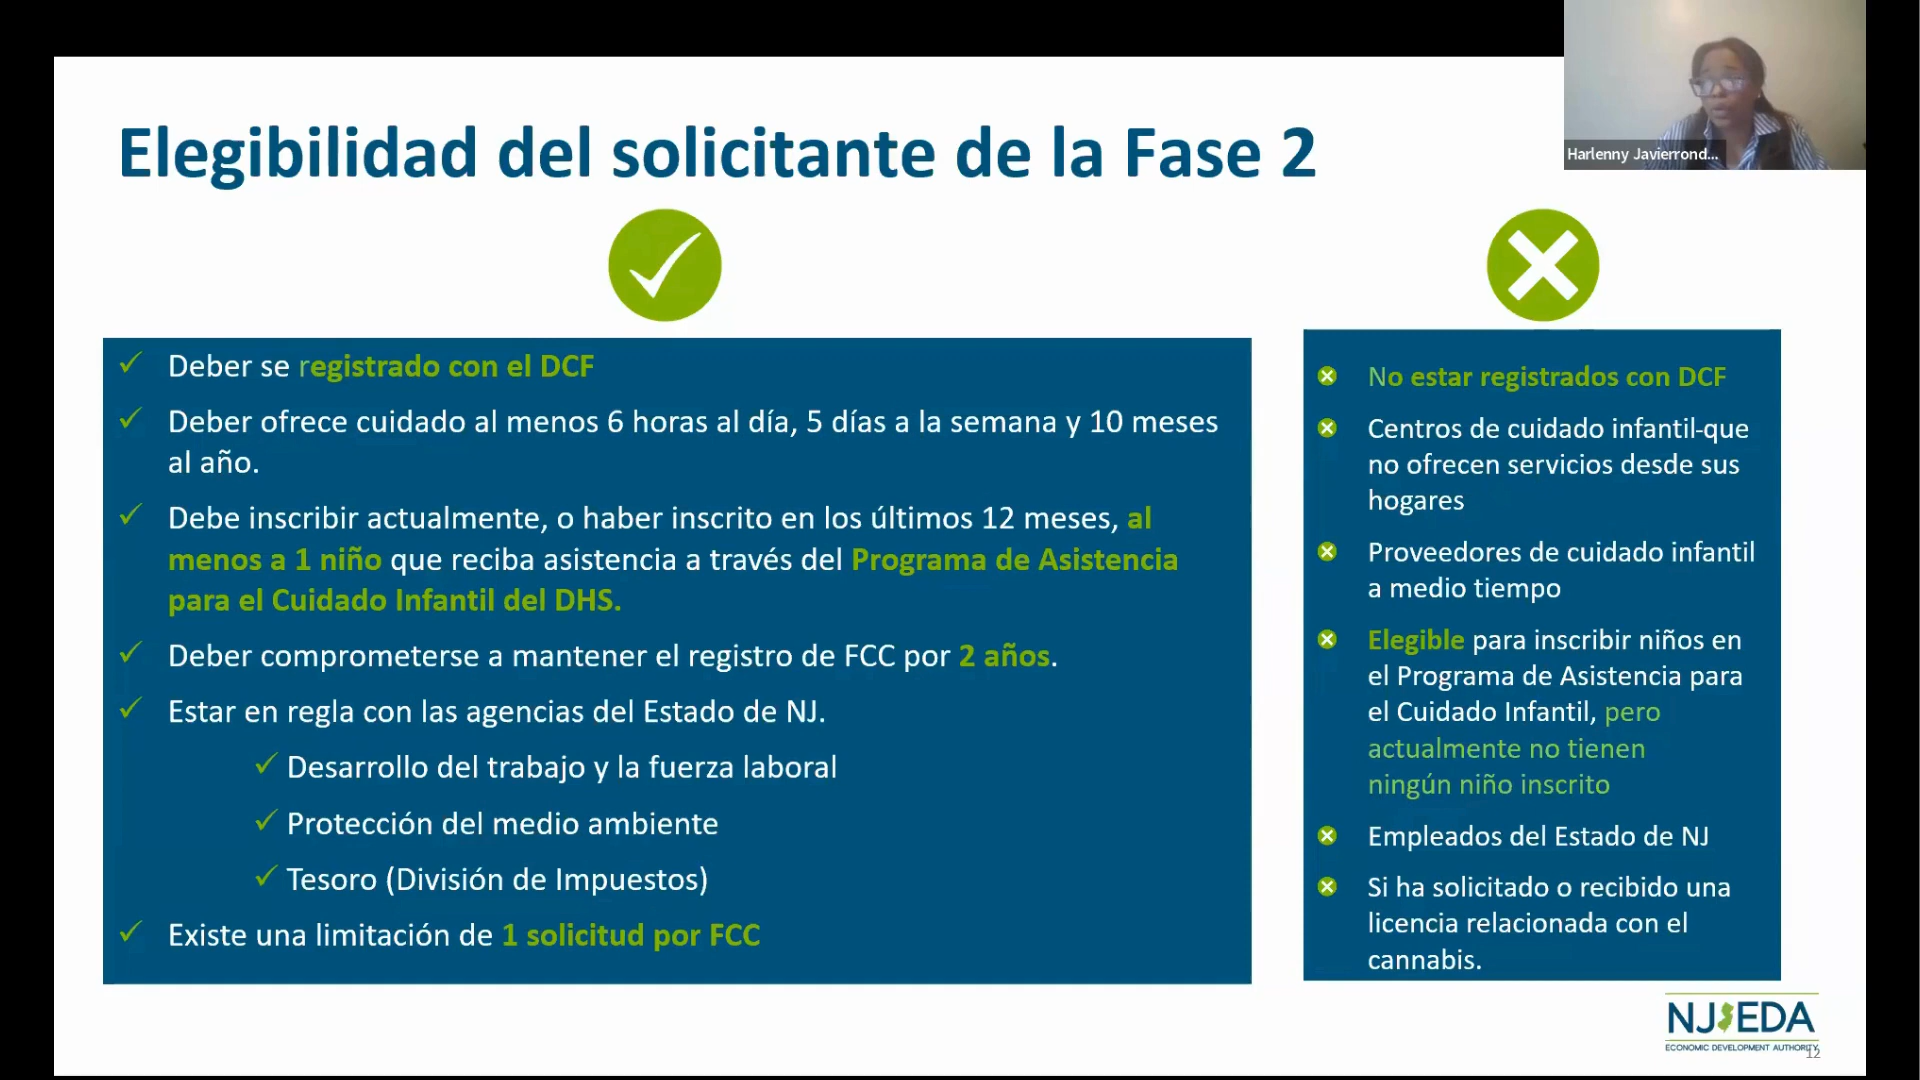 Elegibilidad del solicitante de la Fase 2
Harlenny Javierrond...
Deber se registrado con el DCF
Deber ofrece cuidado al menos 6 horas al día, 5 días a la semana y 10 meses
al año.
Debe inscribir actualmente, o haber inscrito en los últimos 12 meses, al
menos a 1 niño que reciba asistencia a través del Programa de Asistencia
para el Cuidado Infantil del DHS.
Deber comprometerse a mantener el registro de FCC por 2 años.
Estar en regla con las agencias del Estado de NJ.
Desarrollo del trabajo y la fuerza laboral
Protección del medio ambiente
Tesoro (División de Impuestos)
Existe una limitación de 1 solicitud por FCC
No estar registrados con DCF
Centros de cuidado infantil-que
no ofrecen servicios desde sus
hogares
Proveedores de cuidado infantil
a medio tiempo
Elegible para inscribir niños en
el Programa de Asistencia para
el Cuidado Infantil, pero
actualmente no tienen
ningún niño inscrito
Empleados del Estado de NJ
Si ha solicitado o recibido una
licencia relacionada con el
cannabis.
NJEDA
ECONOMIC DEVELOPMENT AUTHORITY
12